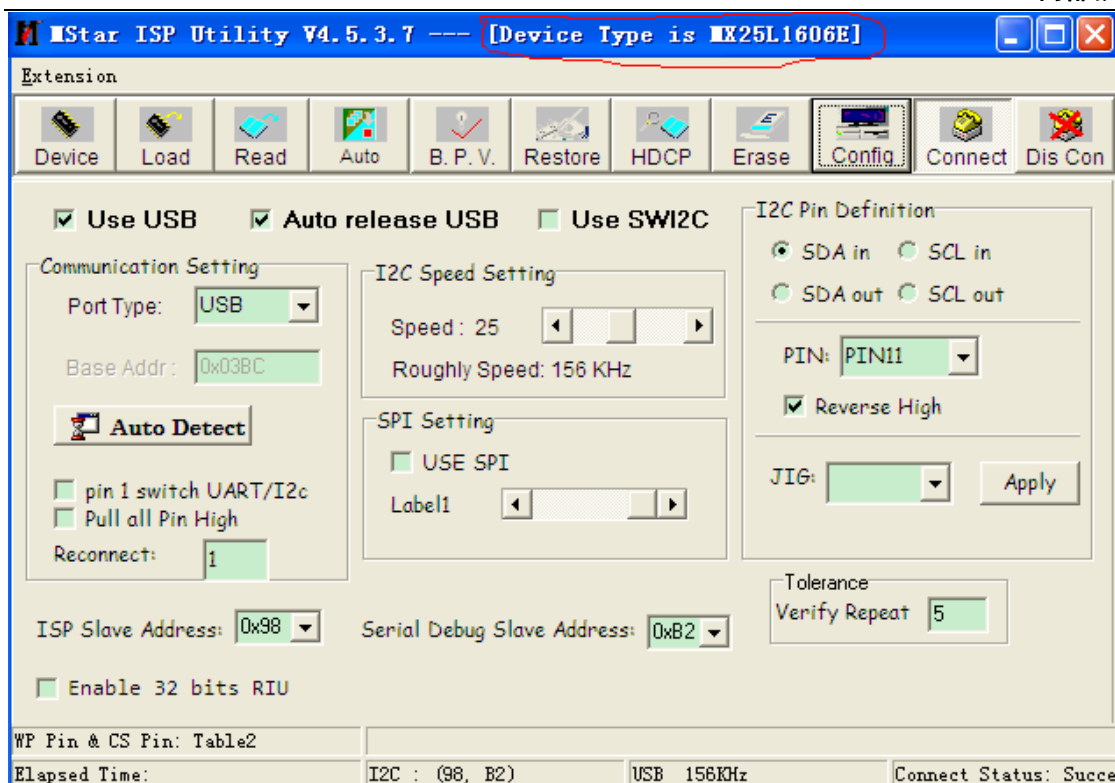 MStar ISP Utility V4.5.3.7 --- [Device Type is MX25L1606E]
Extension
Device Load Read Auto B. P. V. Restore HDCP Erase Config Connect Dis Con
Use USB Auto release USB Use SWI2C
I2C Pin Definition
SDA in SCL in
SDA out SCL out
PIN: PIN11
Reverse High
JIG: Apply
Communication Setting
Port Type: USB
Base Addr: 0x03BC
Auto Detect
pin 1 switch UART/I2c
Pull all Pin High
Reconnect: 1
I2C Speed Setting
Speed : 25
Roughly Speed: 156 KHz
SPI Setting
USE SPI
Label1
Tolerance
Verify Repeat 5
ISP Slave Address: 0x98 Serial Debug Slave Address: 0xB2
Enable 32 bits RIU
WP Pin & CS Pin: Table2
Elapsed Time: I2C : (98, B2) USB 156KHz Connect Status: Succe